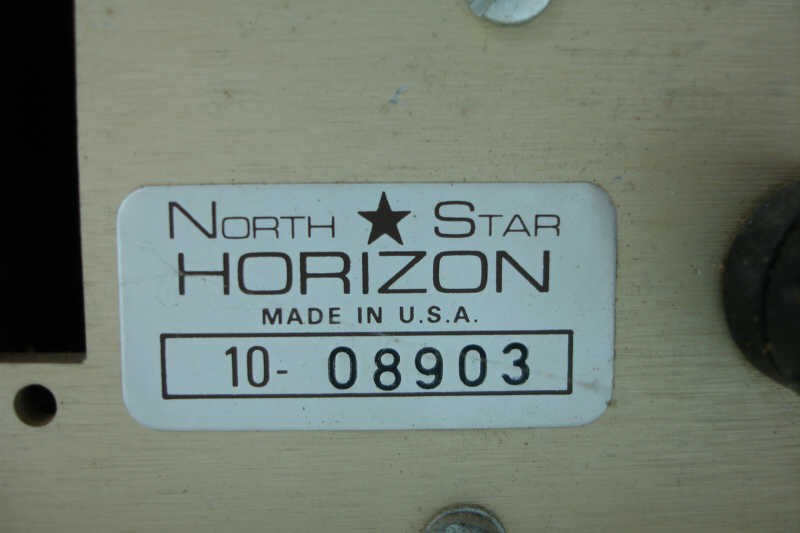 North ★ Star
HORIZON
MADE IN U.S.A.
10- 08903